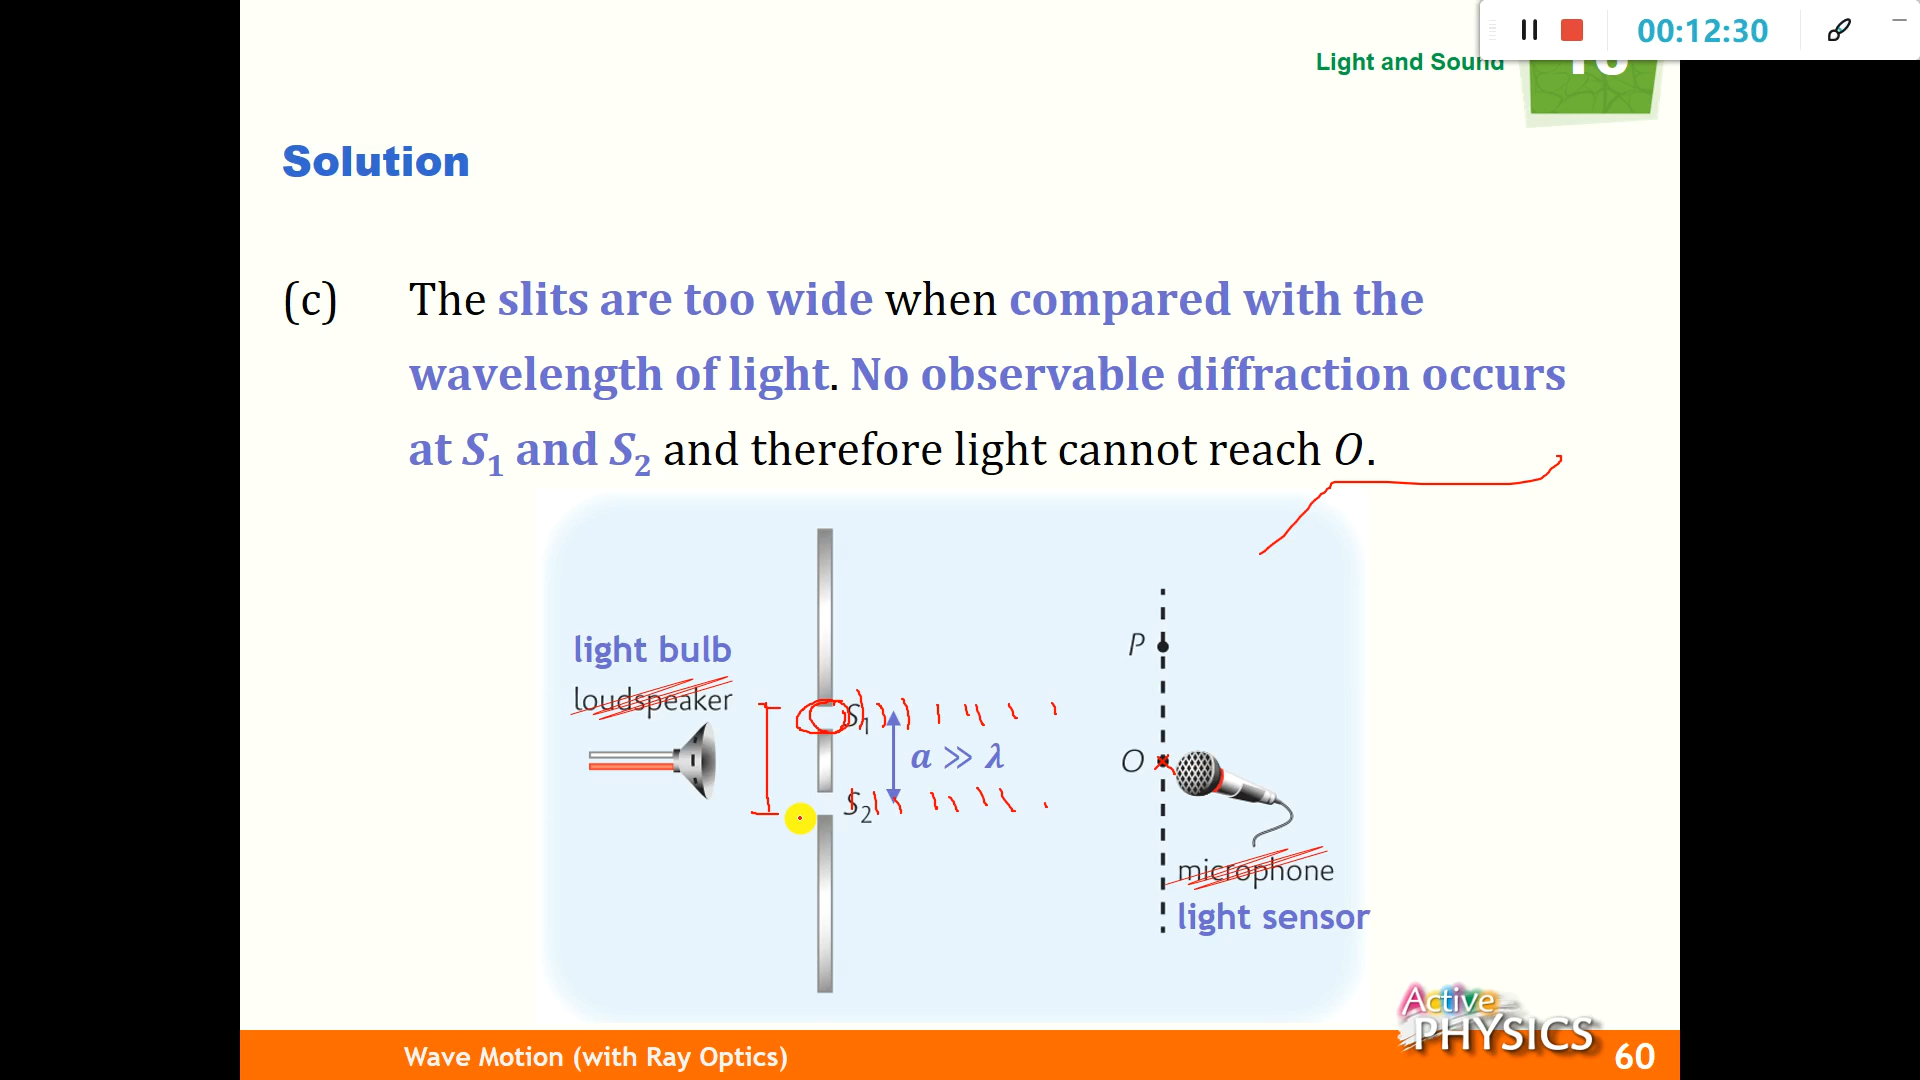 00:12:30
Light and Sound
Solution
(c) The slits are too wide when compared with the
wavelength of light. No observable diffraction occurs
at S₁ and S₂ and therefore light cannot reach O.
light bulb
loudspeaker
P
S₁
a ≫ λ
O
S₂
microphone
light sensor
Active
PHYSICS
Wave Motion (with Ray Optics)
60